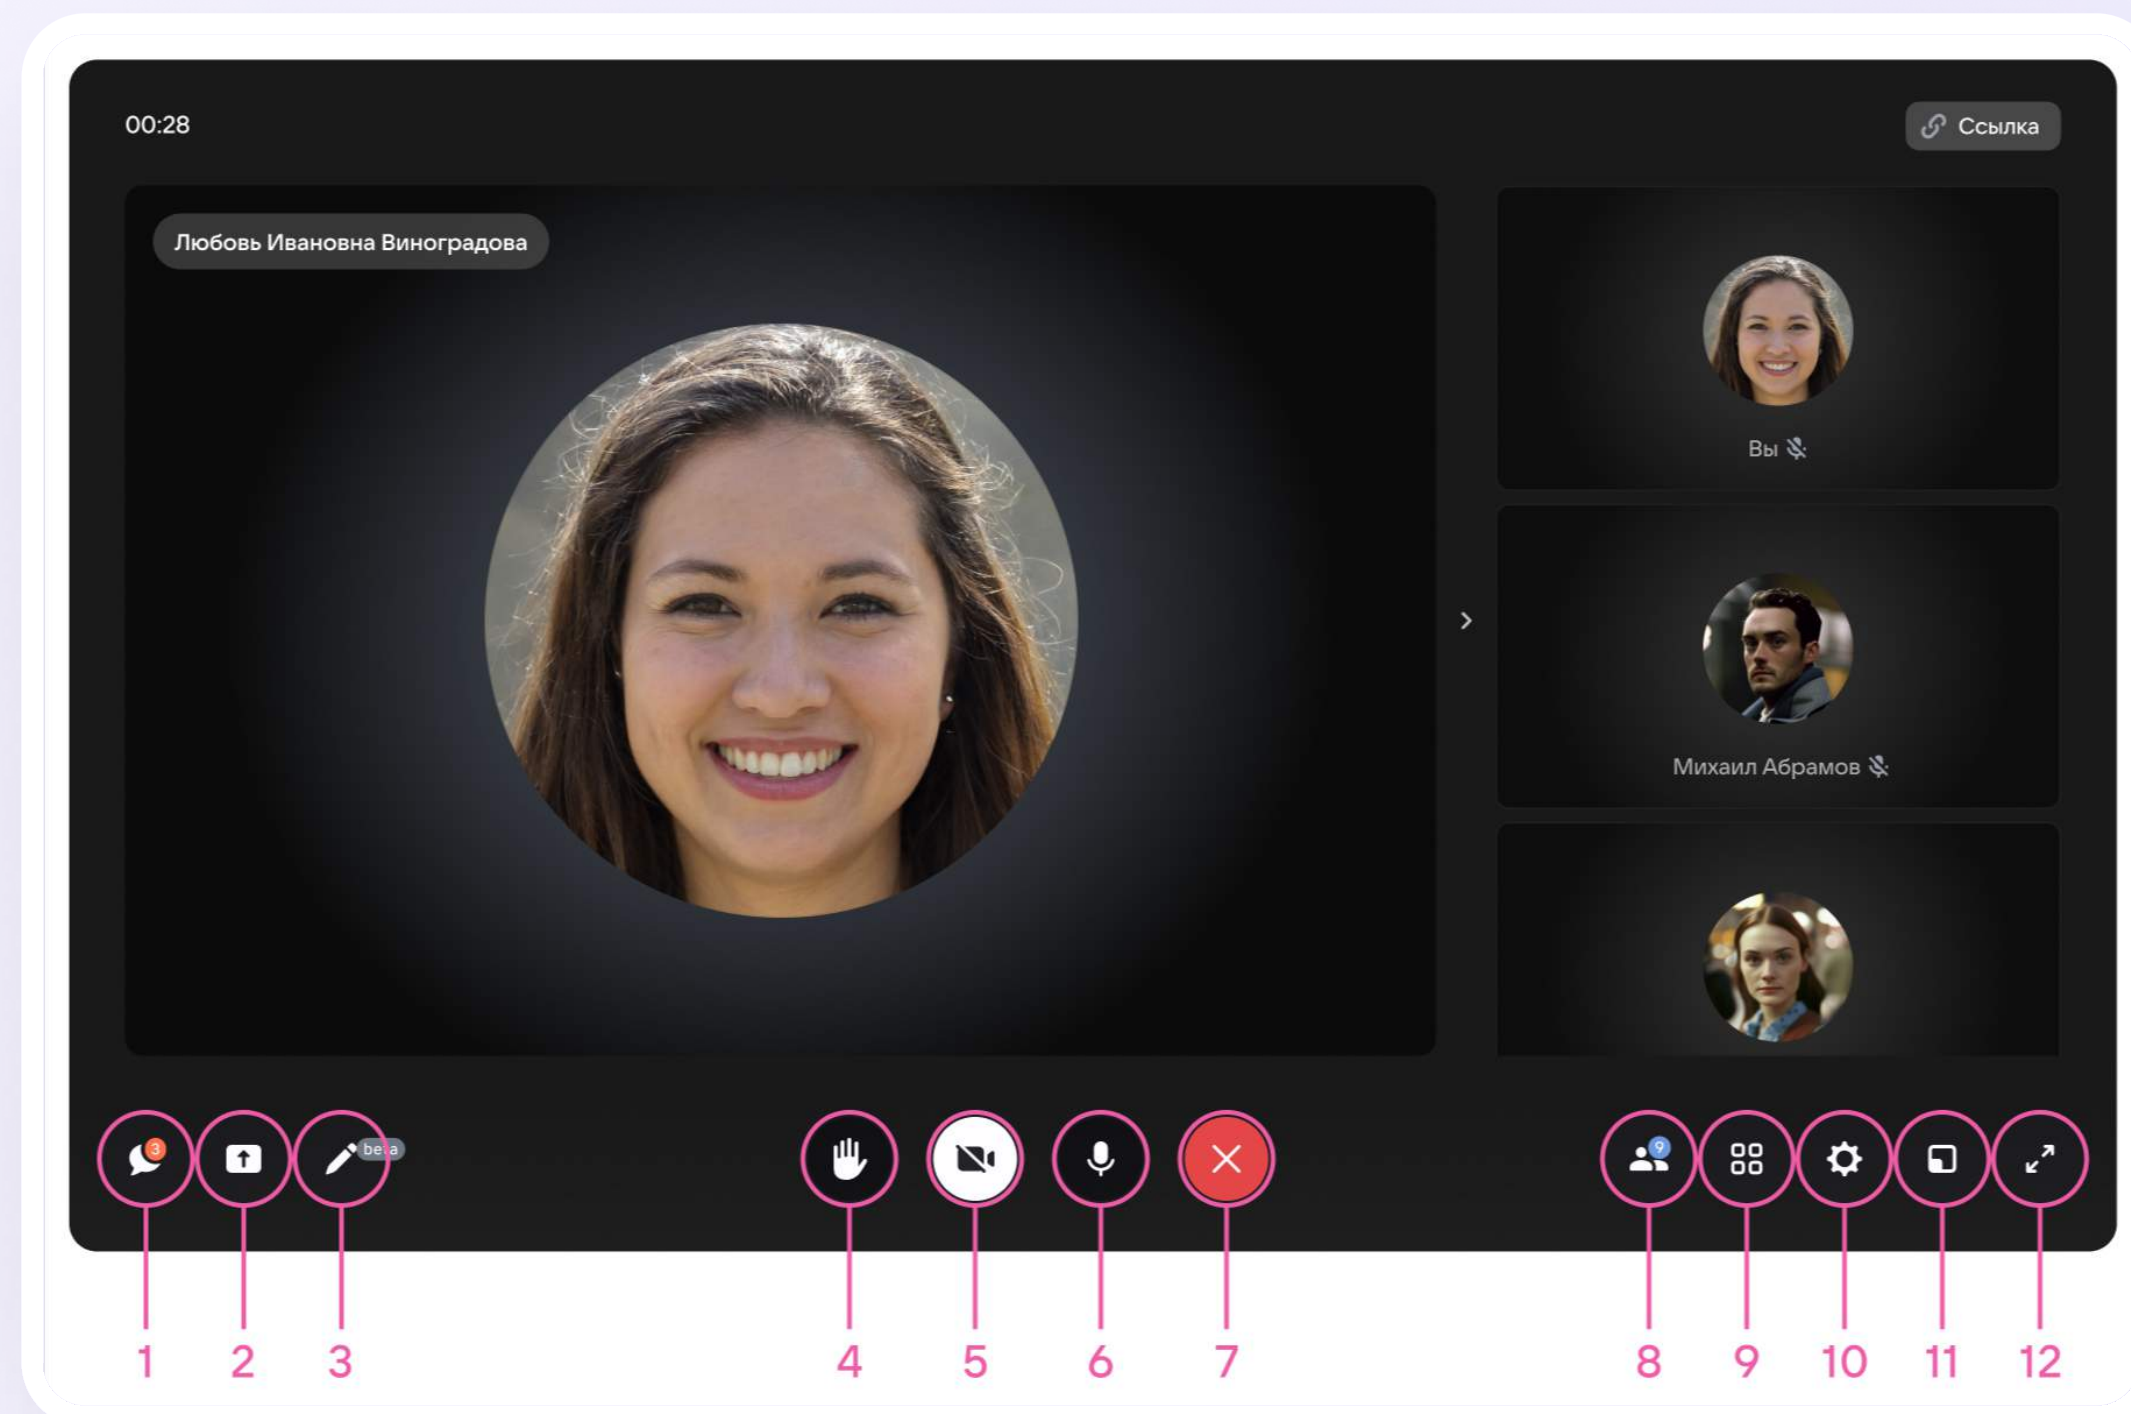 00:28
Ссылка
Любовь Ивановна Виноградова
Вы
Михаил Абрамов
3
beta
9
1 2 3 4 5 6 7 8 9 10 11 12